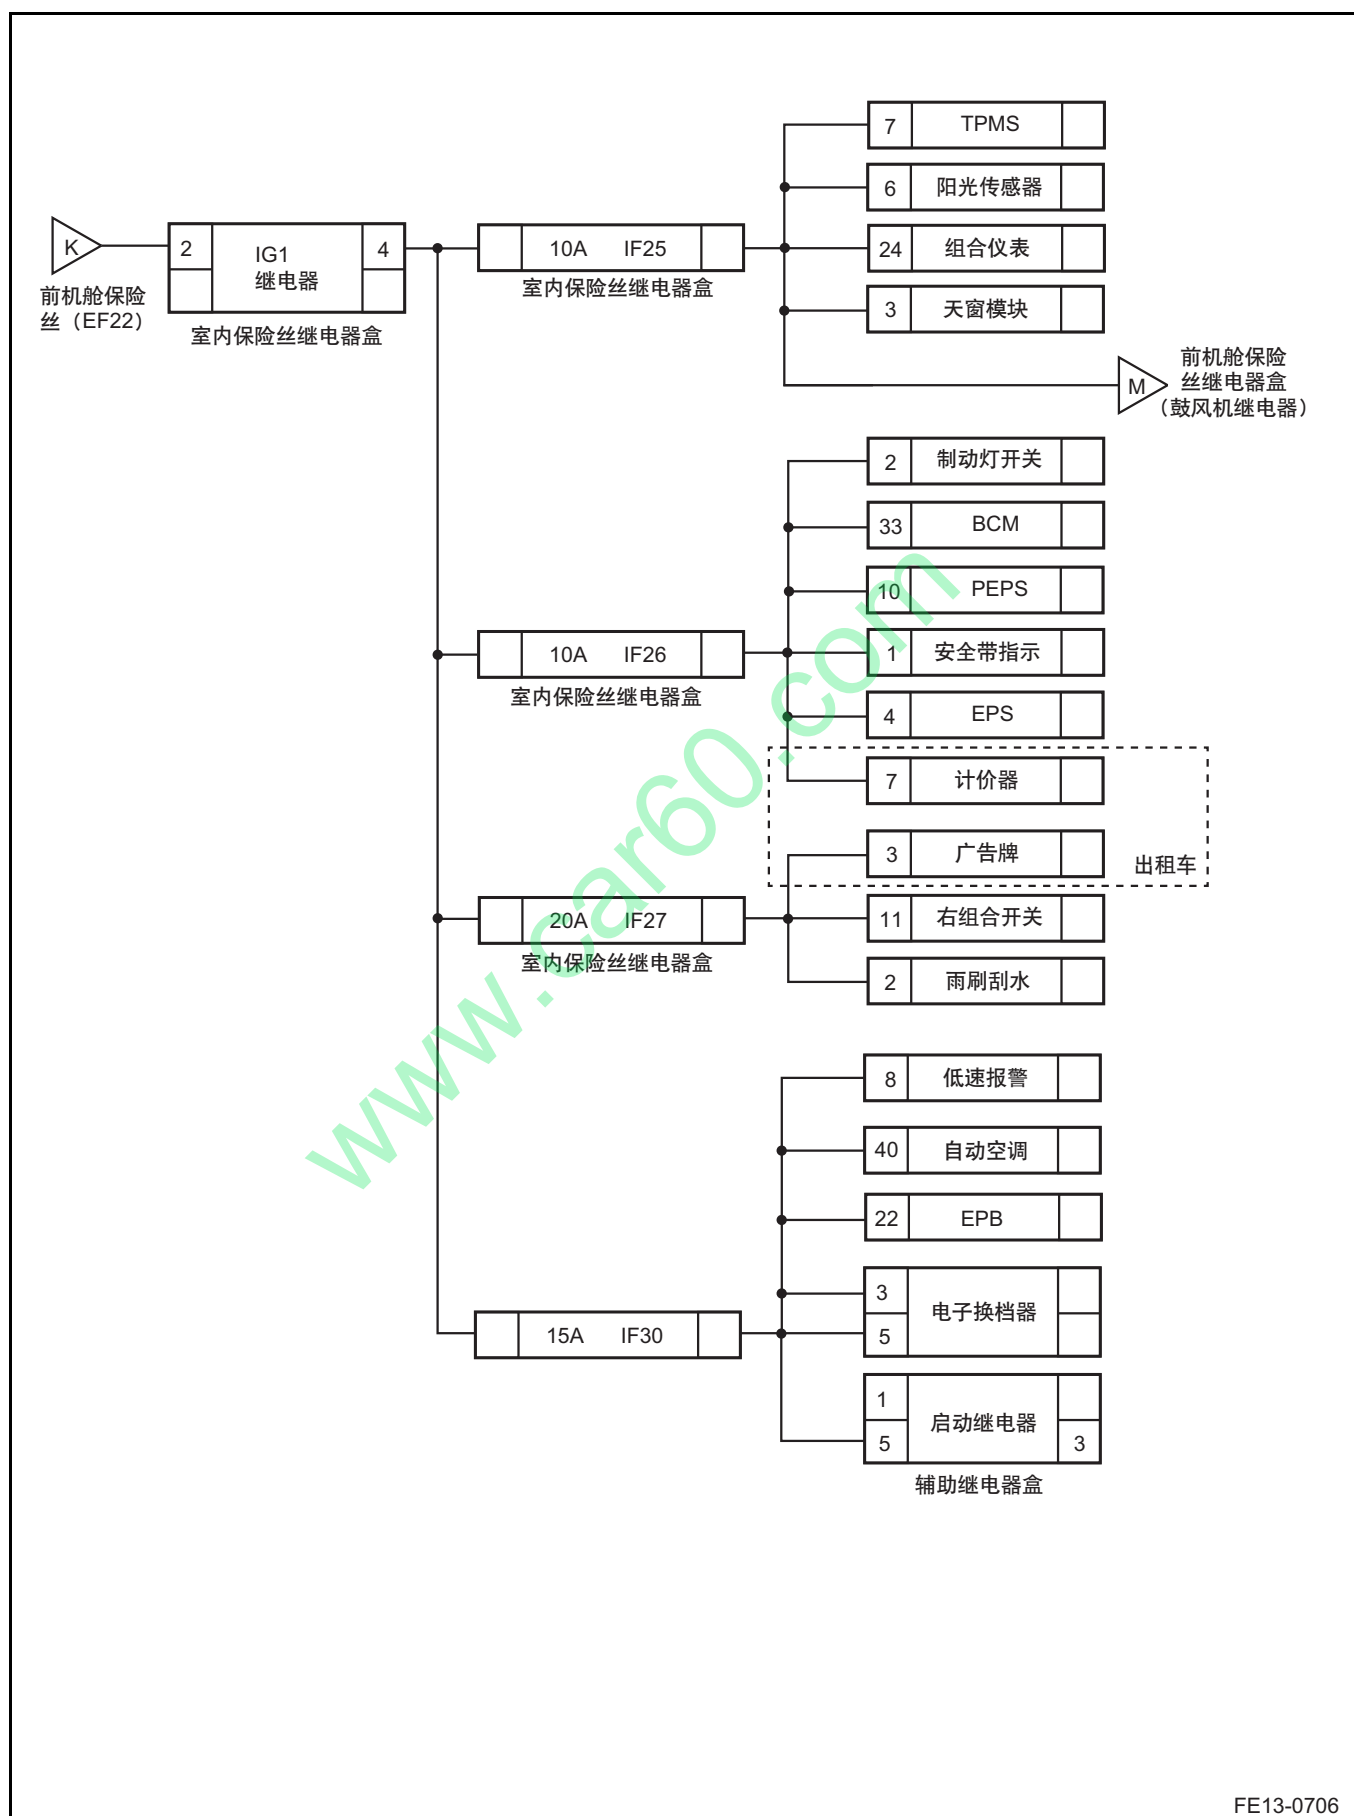 7 TPMS
6 阳光传感器
K
2 IG1 4
继电器
10A IF25
24 组合仪表
前机舱保险
丝（EF22）
室内保险丝继电器盒
室内保险丝继电器盒
3 天窗模块
M
前机舱保险
丝继电器盒
（鼓风机继电器）
2 制动灯开关
33 BCM
10 PEPS
10A IF26
1 安全带指示
室内保险丝继电器盒
4 EPS
7 计价器
3 广告牌
出租车
20A IF27
11 右组合开关
室内保险丝继电器盒
2 雨刷刮水
8 低速报警
40 自动空调
22 EPB
15A IF30
3
电子换档器
5
1
启动继电器
5 3
辅助继电器盒
www.car60.com
FE13-0706